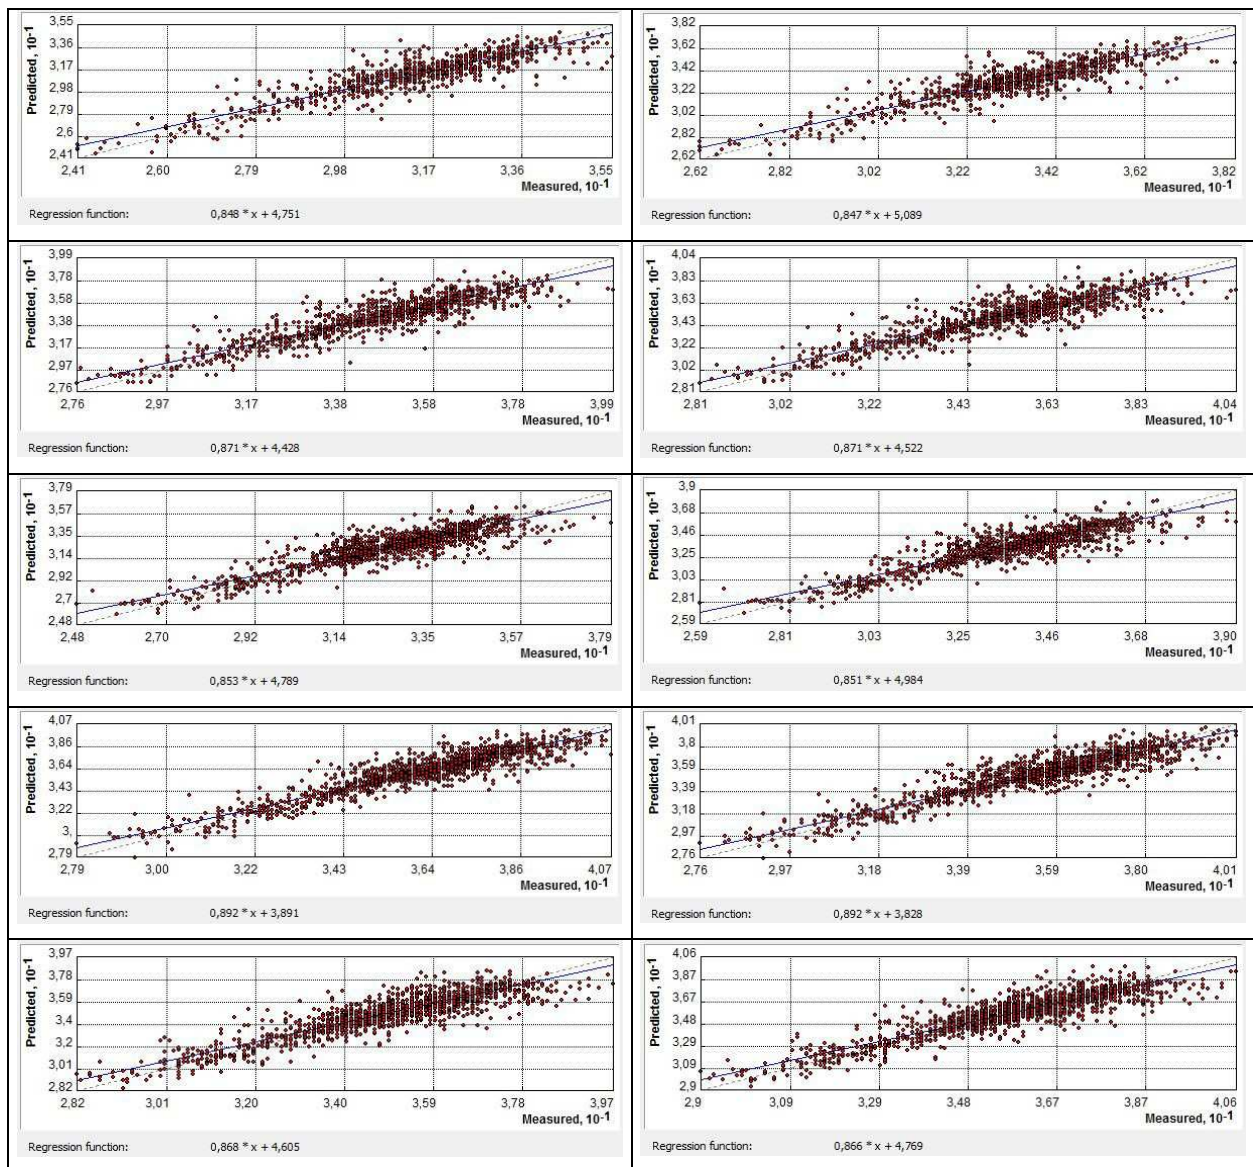 3,55
3,36
3,17
2,98
2,79
2,6
2,41
Predicted, 10-1
2,41 2,60 2,79 2,98 3,17 3,36 3,55
Measured, 10-1
Regression function: 0,848 * x + 4,751
3,82
3,62
3,42
3,22
3,02
2,82
2,62
Predicted, 10-1
2,62 2,82 3,02 3,22 3,42 3,62 3,82
Measured, 10-1
Regression function: 0,847 * x + 5,089
3,99
3,78
3,58
3,38
3,17
2,97
2,76
Predicted, 10-1
2,76 2,97 3,17 3,38 3,58 3,78 3,99
Measured, 10-1
Regression function: 0,871 * x + 4,428
4,04
3,83
3,63
3,43
3,22
3,02
2,81
Predicted, 10-1
2,81 3,02 3,22 3,43 3,63 3,83 4,04
Measured, 10-1
Regression function: 0,871 * x + 4,522
3,79
3,57
3,35
3,14
2,92
2,7
2,48
Predicted, 10-1
2,48 2,70 2,92 3,14 3,35 3,57 3,79
Measured, 10-1
Regression function: 0,853 * x + 4,789
3,9
3,68
3,46
3,25
3,03
2,81
2,59
Predicted, 10-1
2,59 2,81 3,03 3,25 3,46 3,68 3,90
Measured, 10-1
Regression function: 0,851 * x + 4,984
4,07
3,86
3,64
3,43
3,22
3,
2,79
Predicted, 10-1
2,79 3,00 3,22 3,43 3,64 3,86 4,07
Measured, 10-1
Regression function: 0,892 * x + 3,891
4,01
3,8
3,59
3,39
3,18
2,97
2,76
Predicted, 10-1
2,76 2,97 3,18 3,39 3,59 3,80 4,01
Measured, 10-1
Regression function: 0,892 * x + 3,828
3,97
3,78
3,59
3,4
3,2
3,01
2,82
Predicted, 10-1
2,82 3,01 3,20 3,40 3,59 3,78 3,97
Measured, 10-1
Regression function: 0,868 * x + 4,605
4,06
3,87
3,67
3,48
3,29
3,09
2,9
Predicted, 10-1
2,9 3,09 3,29 3,48 3,67 3,87 4,06
Measured, 10-1
Regression function: 0,866 * x + 4,769